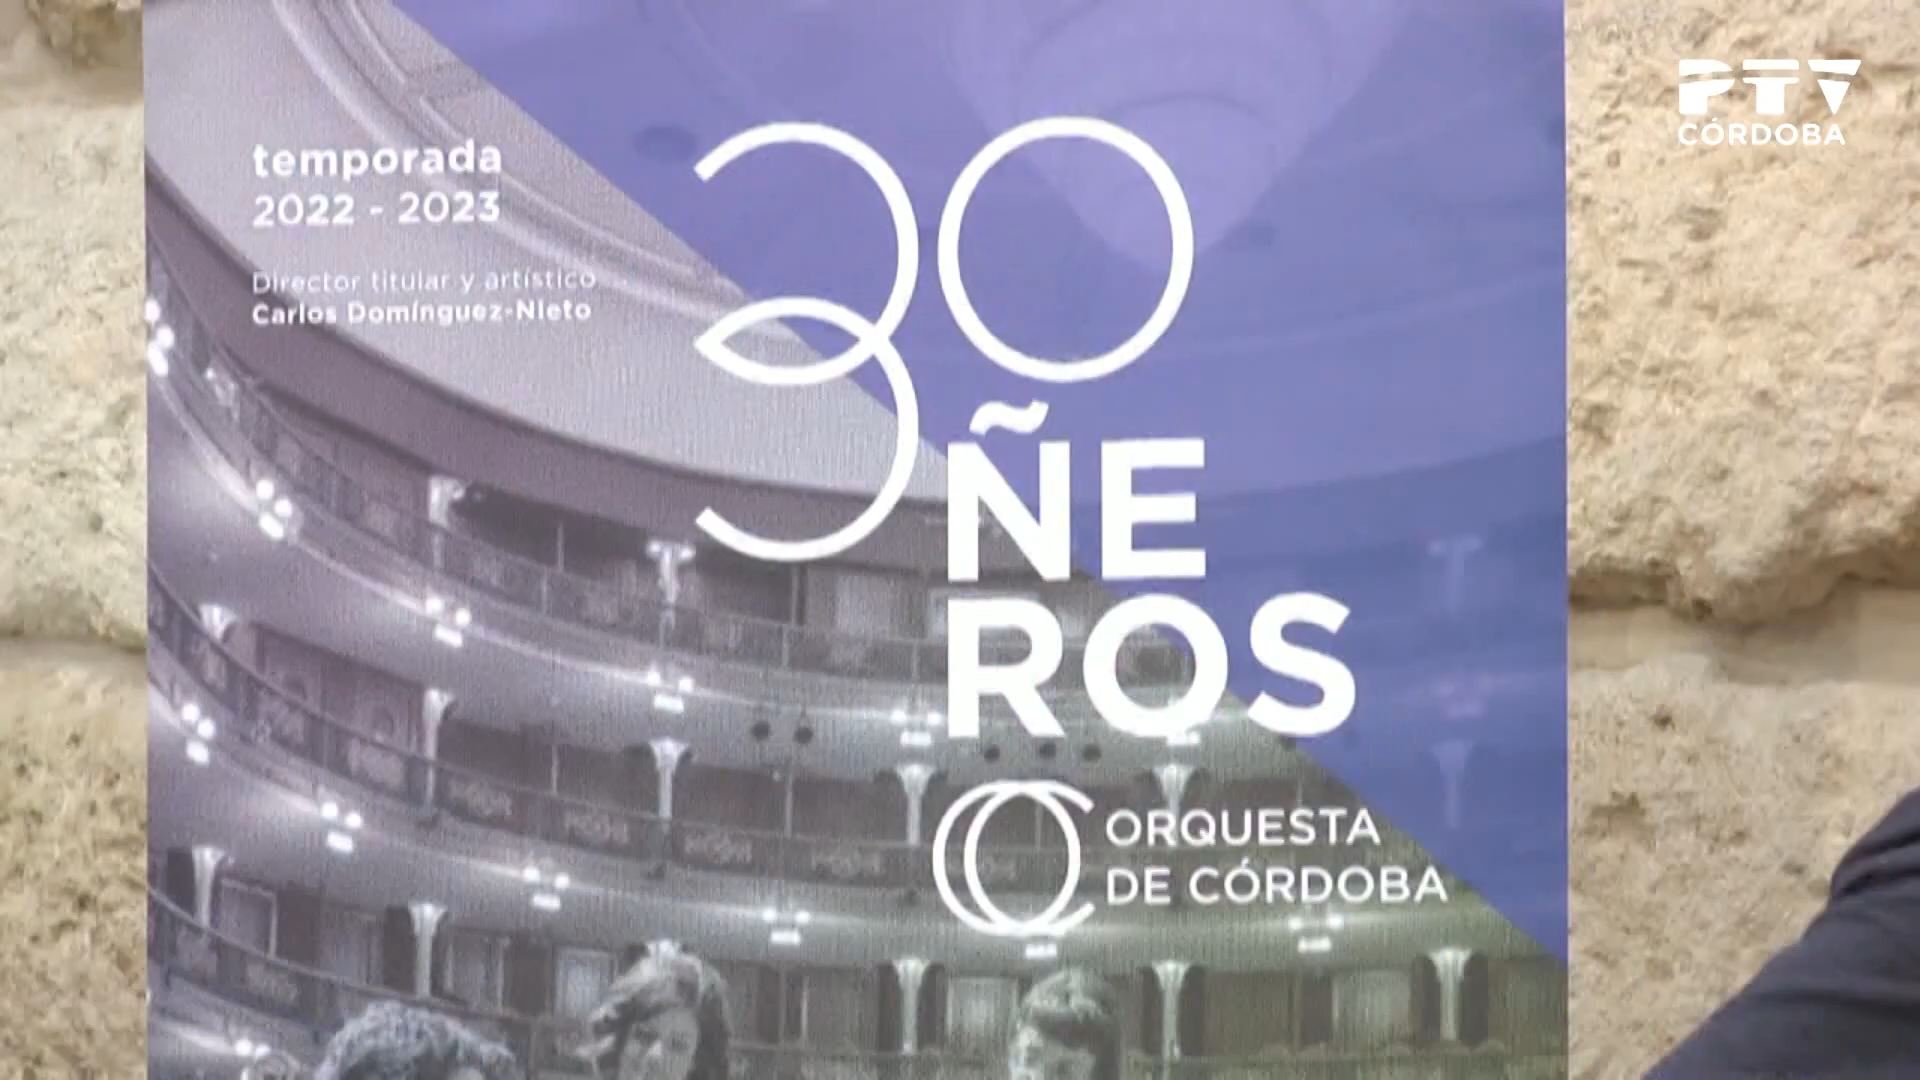 PTV
CÓRDOBA
temporada
2022 - 2023
Director titular y artístico
Carlos Domínguez-Nieto
30
ÑE
ROS
ORQUESTA
DE CÓRDOBA